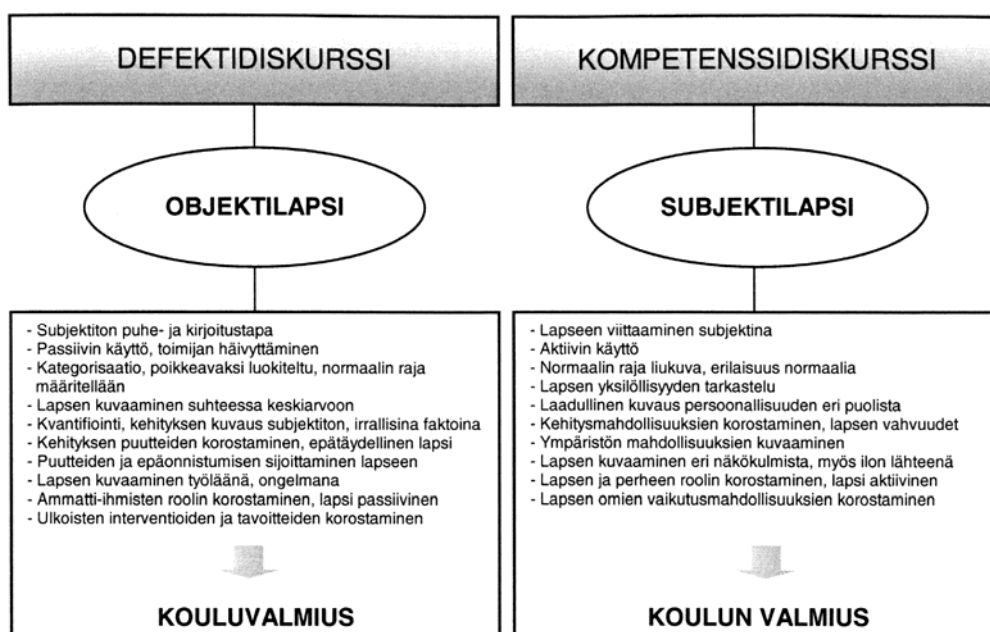 DEFEKTIDISKURSSI
OBJEKTILAPSI
- Subjektiton puhe- ja kirjoitustapa
- Passiivin käyttö, toimijan häivyttäminen
- Kategorisaatio, poikkeavaksi luokiteltu, normaalin raja
määritellään
- Lapsen kuvaaminen suhteessa keskiarvoon
- Kvantifiointi, kehityksen kuvaus subjektiton, irrallisina faktoina
- Kehityksen puutteiden korostaminen, epätäydellinen lapsi
- Puutteiden ja epäonnistumisen sijoittaminen lapseen
- Lapsen kuvaaminen työläänä, ongelmana
- Ammatti-ihmisten roolin korostaminen, lapsi passiivinen
- Ulkoisten interventioiden ja tavoitteiden korostaminen
KOULUVALMIUS
KOMPETENSSIDISKURSSI
SUBJEKTILAPSI
- Lapseen viittaaminen subjektina
- Aktiivin käyttö
- Normaalin raja liukuva, erilaisuus normaalia
- Lapsen yksilöllisyyden tarkastelu
- Laadullinen kuvaus persoonallisuuden eri puolista
- Kehitysmahdollisuuksien korostaminen, lapsen vahvuudet
- Ympäristön mahdollisuuksien kuvaaminen
- Lapsen kuvaaminen eri näkökulmista, myös ilon lähteenä
- Lapsen ja perheen roolin korostaminen, lapsi aktiivinen
- Lapsen omien vaikutusmahdollisuuksien korostaminen
KOULUN VALMIUS